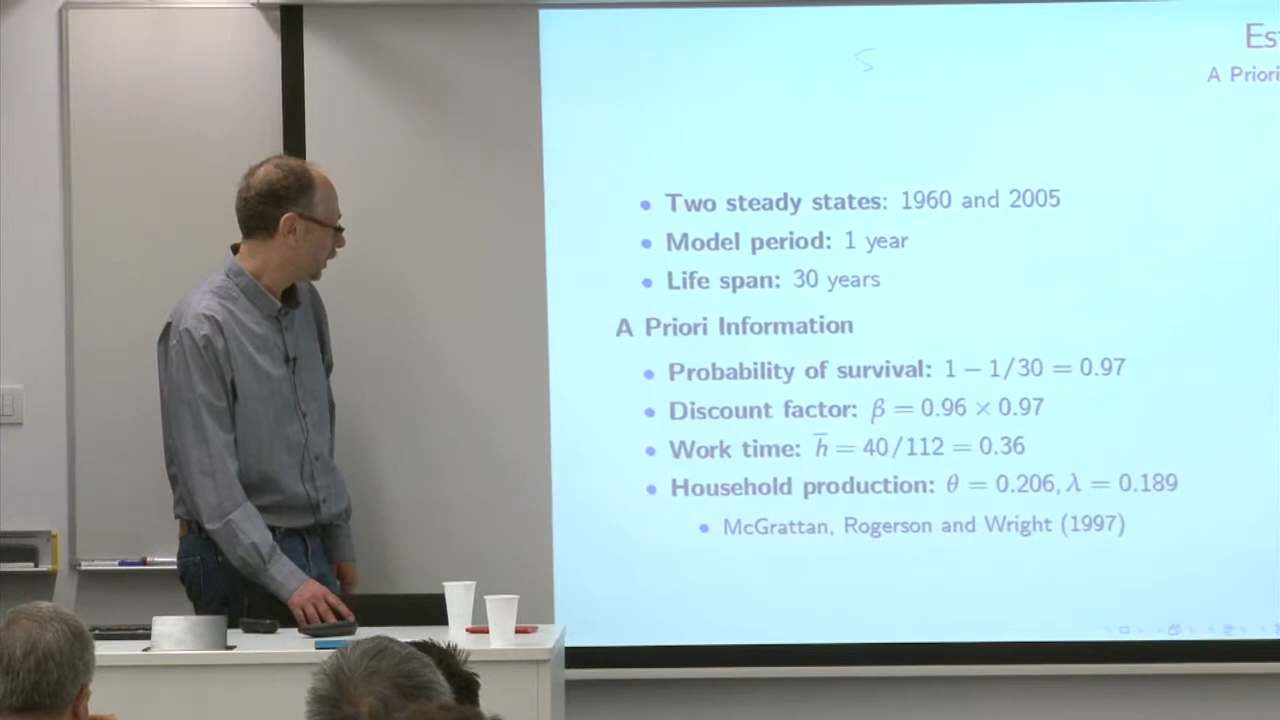 Es
A Priori
S
• Two steady states: 1960 and 2005
• Model period: 1 year
• Life span: 30 years
A Priori Information
• Probability of survival: 1 − 1/30 = 0.97
• Discount factor: β = 0.96 × 0.97
• Work time: h̅ = 40/112 = 0.36
• Household production: θ = 0.206, λ = 0.189
• McGrattan, Rogerson and Wright (1997)